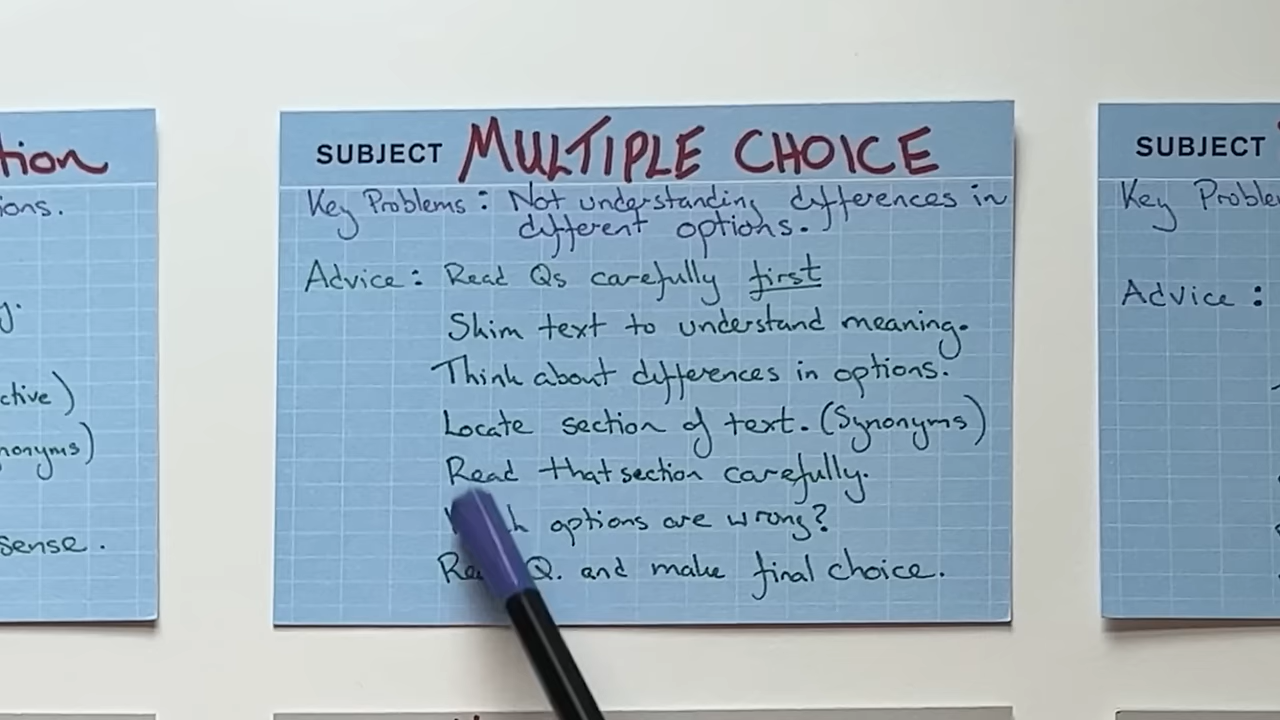 tion
ions.
y.
ctive)
nonyms)
sense.
SUBJECT MULTIPLE CHOICE
Key Problems: Not understanding differences in
different options.
Advice: Read Qs carefully first
Skim text to understand meaning.
Think about differences in options.
Locate section of text. (Synonyms)
Read that section carefully.
options are wrong?
Q. and make final choice.
SUBJECT
Key Proble
Advice: